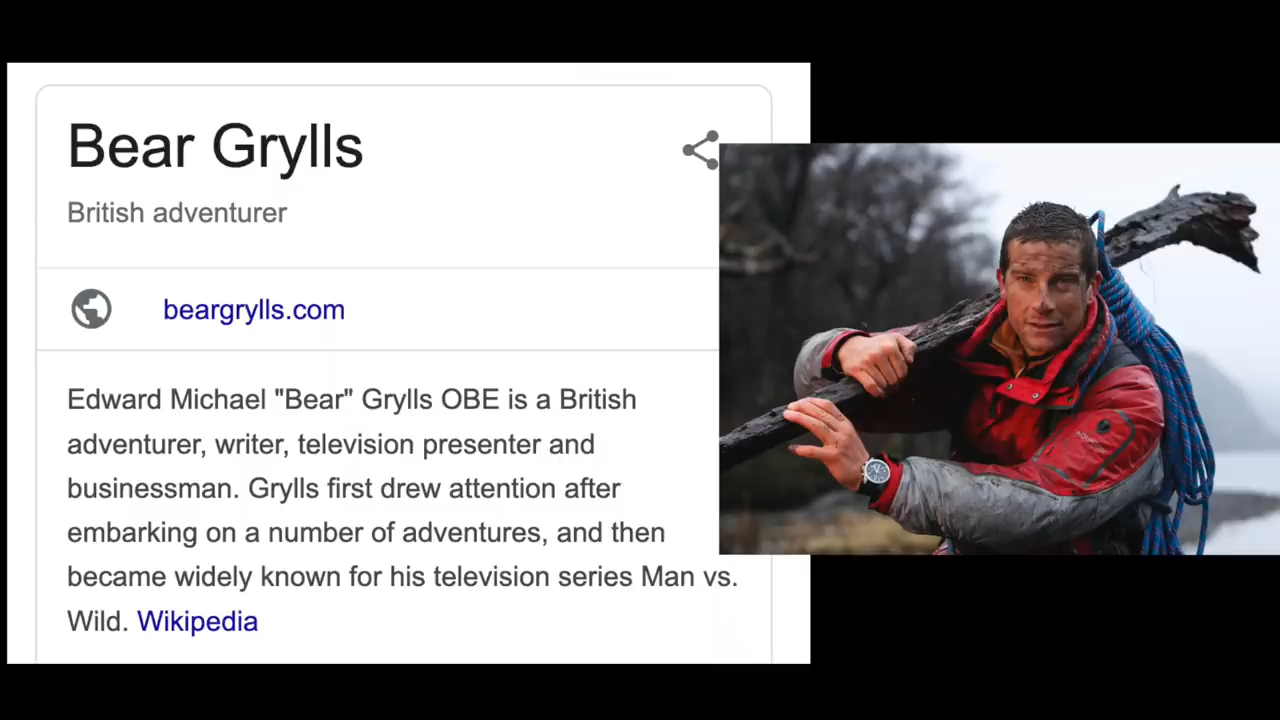 Bear Grylls
British adventurer
beargrylls.com
Edward Michael "Bear" Grylls OBE is a British
adventurer, writer, television presenter and
businessman. Grylls first drew attention after
embarking on a number of adventures, and then
became widely known for his television series Man vs.
Wild. Wikipedia